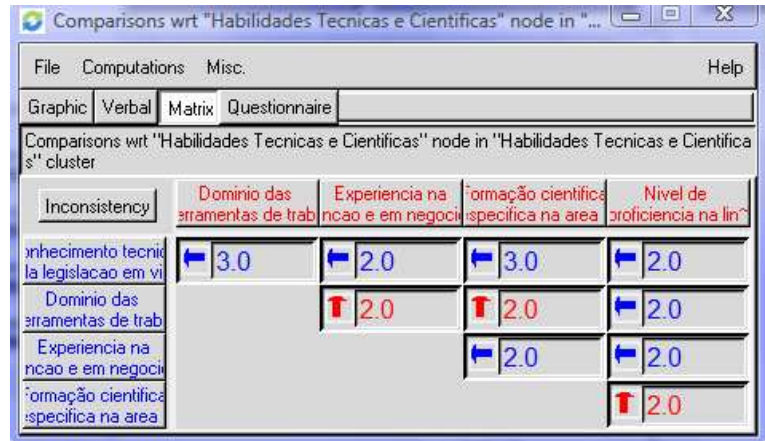 Comparisons wrt "Habilidades Tecnicas e Cientificas" node in "...
File Computations Misc. Help
Graphic Verbal Matrix Questionnaire
Comparisons wrt "Habilidades Tecnicas e Cientificas" node in "Habilidades Tecnicas e Cientifica
s" cluster
Inconsistency
Dominio das
erramentas de trab
Experiencia na
ncao e em negoci
Formação cientifica
especifica na area
Nivel de
proficiencia na lin^
onhecimento tecnic
la legislacao em vi
3.0 2.0 3.0 2.0
Dominio das
erramentas de trab
2.0 2.0 2.0
Experiencia na
ncao e em negoci
2.0 2.0
Formação cientifica
especifica na area
2.0